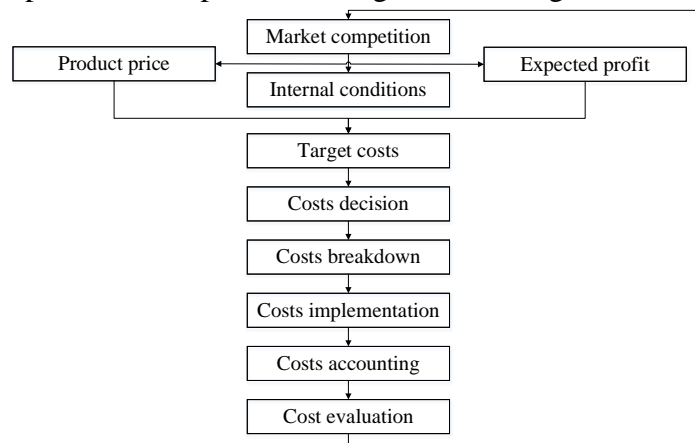 Market competition
Product price
Expected profit
Internal conditions
Target costs
Costs decision
Costs breakdown
Costs implementation
Costs accounting
Cost evaluation